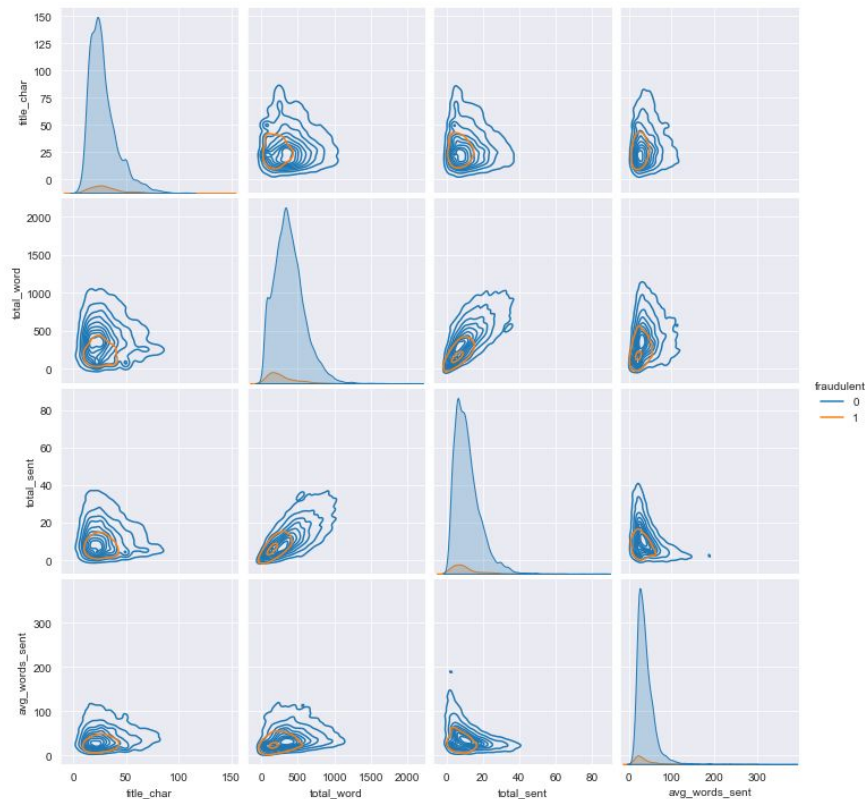 150
125
100
75
50
25
0
title_char
2000
1500
1000
500
0
total_word
fraudulent
0
1
80
60
40
20
0
total_sent
300
200
100
0
avg_words_sent
0 50 100 150
0 500 1000 1500 2000
0 20 40 60 80
0 100 200 300
title_char
total_word
total_sent
avg_words_sent